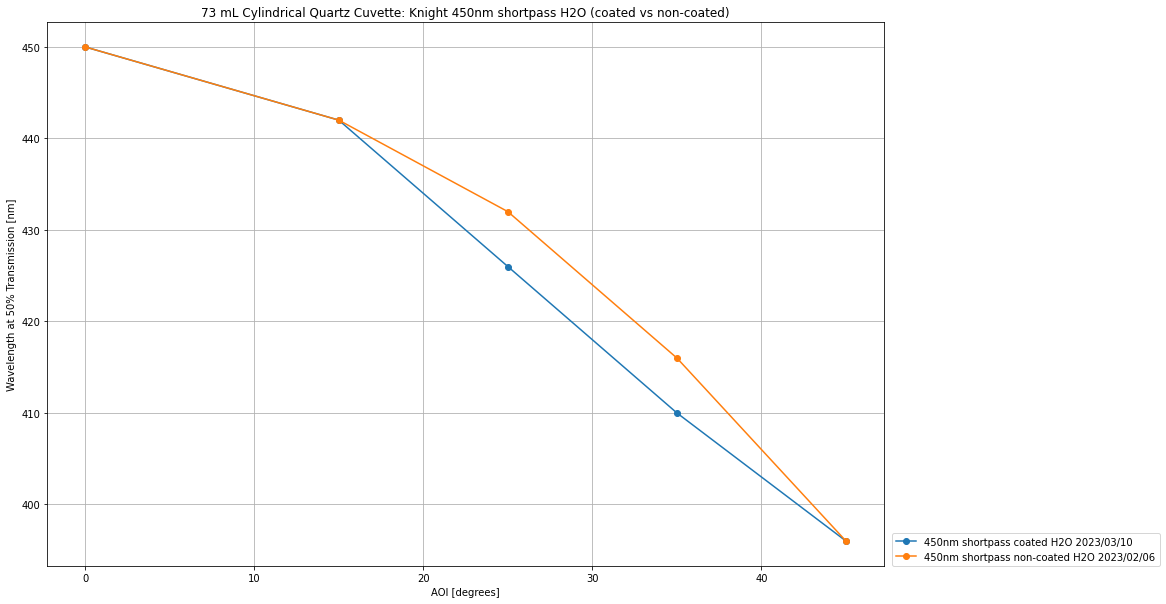 73 mL Cylindrical Quartz Cuvette: Knight 450nm shortpass H2O (coated vs non-coated)
450
440
430
420
410
400
Wavelength at 50% Transmission [nm]
0 10 20 30 40
AOI [degrees]
450nm shortpass coated H2O 2023/03/10
450nm shortpass non-coated H2O 2023/02/06